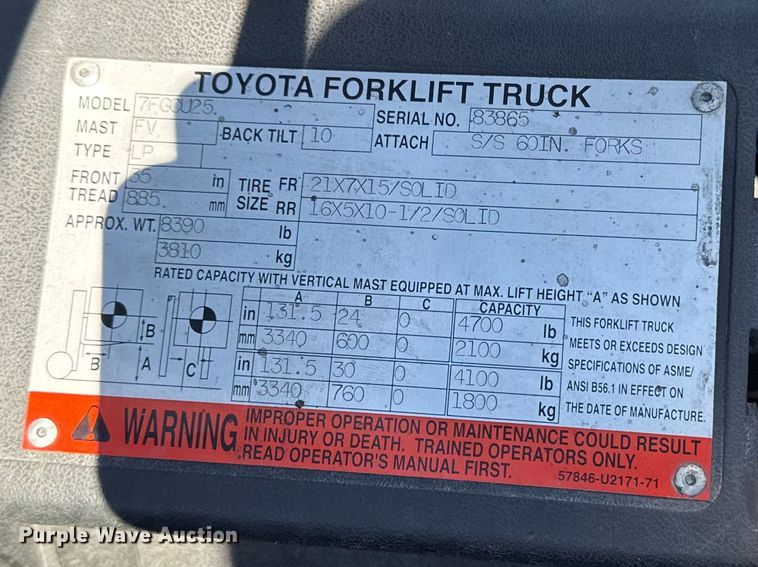 TOYOTA FORKLIFT TRUCK
MODEL 7FGCU25 SERIAL NO. 83865
MAST FV BACK TILT 10 ATTACH S/S 60IN. FORKS
TYPE LP
FRONT TREAD 35 in 885 mm
TIRE SIZE FR 21X7X15/SOLID
RR 16X5X10-1/2/SOLID
APPROX. WT. 8390 lb
3810 kg
RATED CAPACITY WITH VERTICAL MAST EQUIPPED AT MAX. LIFT HEIGHT "A" AS SHOWN
A B C CAPACITY
in 131.5 24 0 4700 lb
mm 3340 600 0 2100 kg
in 131.5 30 0 4100 lb
mm 3340 760 0 1800 kg
B
B A C
THIS FORKLIFT TRUCK
MEETS OR EXCEEDS DESIGN
SPECIFICATIONS OF ASME/
ANSI B56.1 IN EFFECT ON
THE DATE OF MANUFACTURE.
WARNING
IMPROPER OPERATION OR MAINTENANCE COULD RESULT
IN INJURY OR DEATH. TRAINED OPERATORS ONLY.
READ OPERATOR'S MANUAL FIRST.
57846-U2171-71
Purple Wave Auction